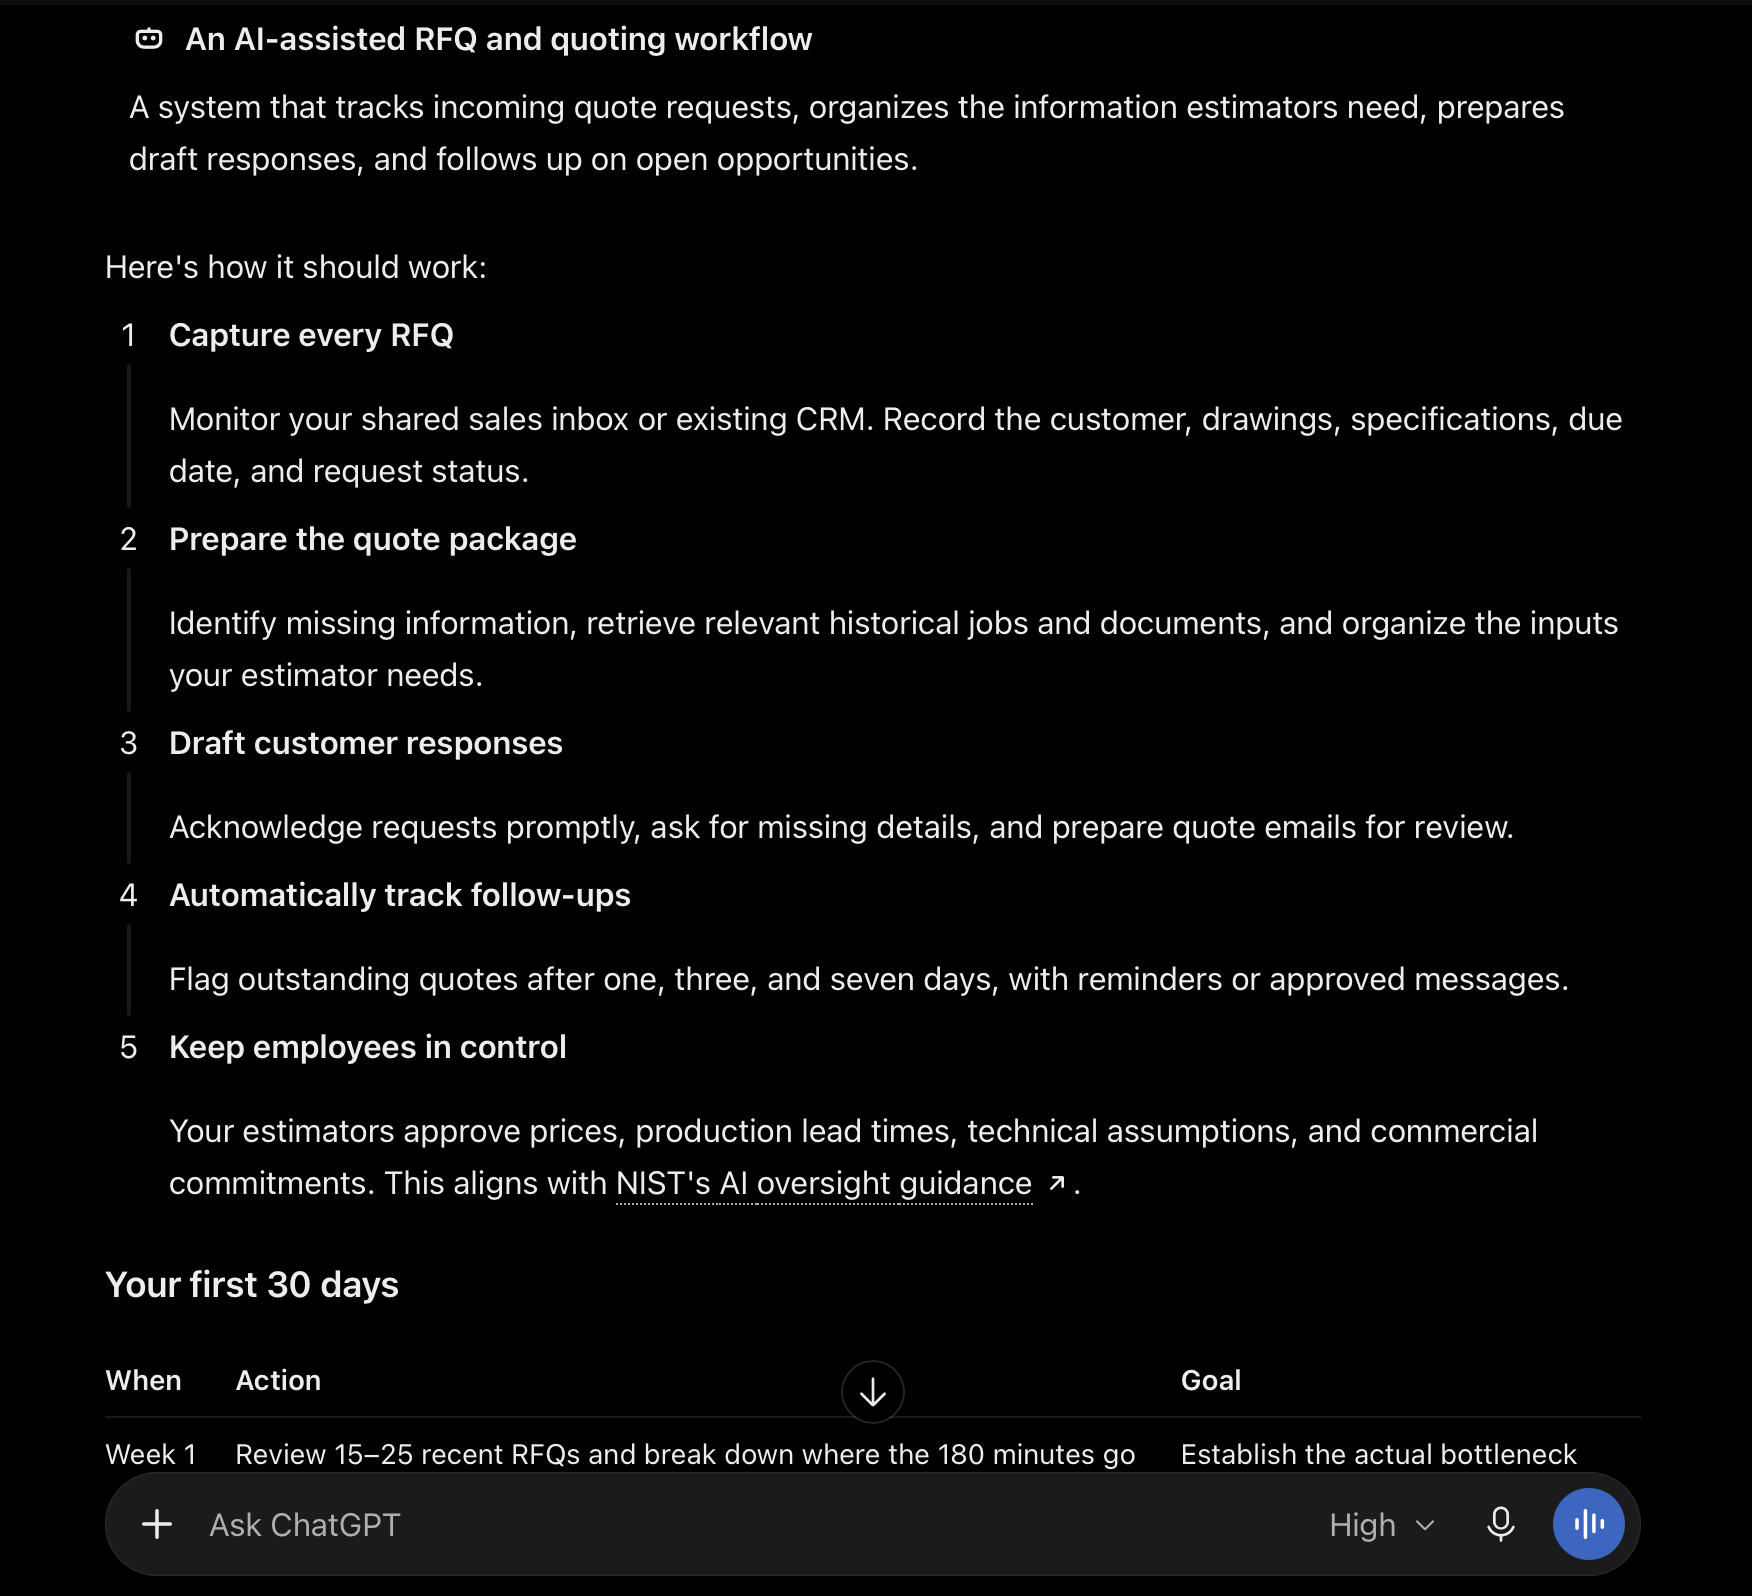 An AI-assisted RFQ and quoting workflow
A system that tracks incoming quote requests, organizes the information estimators need, prepares
draft responses, and follows up on open opportunities.
Here's how it should work:
1 Capture every RFQ
Monitor your shared sales inbox or existing CRM. Record the customer, drawings, specifications, due
date, and request status.
2 Prepare the quote package
Identify missing information, retrieve relevant historical jobs and documents, and organize the inputs
your estimator needs.
3 Draft customer responses
Acknowledge requests promptly, ask for missing details, and prepare quote emails for review.
4 Automatically track follow-ups
Flag outstanding quotes after one, three, and seven days, with reminders or approved messages.
5 Keep employees in control
Your estimators approve prices, production lead times, technical assumptions, and commercial
commitments. This aligns with NIST's AI oversight guidance ↗.
Your first 30 days
When Action Goal
Week 1 Review 15–25 recent RFQs and break down where the 180 minutes go Establish the actual bottleneck
Ask ChatGPT High